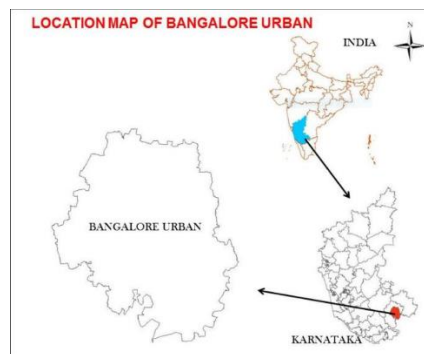 LOCATION MAP OF BANGALORE URBAN
INDIA
N
BANGALORE URBAN
KARNATAKA